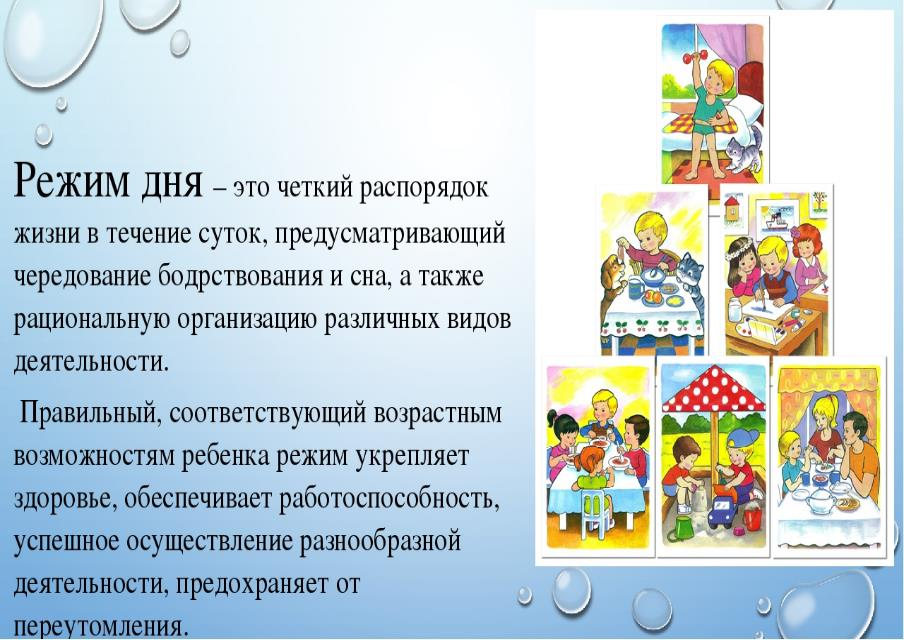 Режим дня – это четкий распорядок
жизни в течение суток, предусматривающий
чередование бодрствования и сна, а также
рациональную организацию различных видов
деятельности.
Правильный, соответствующий возрастным
возможностям ребенка режим укрепляет
здоровье, обеспечивает работоспособность,
успешное осуществление разнообразной
деятельности, предохраняет от
переутомления.